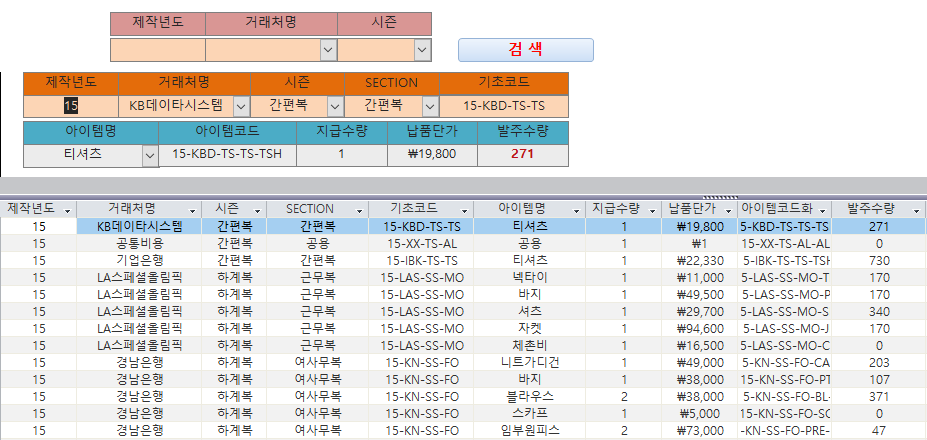 제작년도 거래처명 시즌
검 색
제작년도 거래처명 시즌 SECTION 기초코드
15 KB데이타시스템 간편복 간편복 15-KBD-TS-TS
아이템명 아이템코드 지급수량 납품단가 발주수량
티셔츠 15-KBD-TS-TS-TSH 1 ₩19,800 271
제작년도 거래처명 시즌 SECTION 기초코드 아이템명 지급수량 납품단가 아이템코드화 발주수량
15 KB데이타시스템 간편복 간편복 15-KBD-TS-TS 티셔츠 1 ₩19,800 5-KBD-TS-TS-TS 271
15 공통비용 간편복 공용 15-XX-TS-AL 공용 1 ₩1 15-XX-TS-AL-AL 0
15 기업은행 간편복 간편복 15-IBK-TS-TS 티셔츠 1 ₩22,330 5-IBK-TS-TS-TSH 730
15 LA스페셜올림픽 하계복 근무복 15-LAS-SS-MO 넥타이 1 ₩11,000 5-LAS-SS-MO-T 170
15 LA스페셜올림픽 하계복 근무복 15-LAS-SS-MO 바지 1 ₩49,500 5-LAS-SS-MO-P 170
15 LA스페셜올림픽 하계복 근무복 15-LAS-SS-MO 셔츠 1 ₩29,700 5-LAS-SS-MO-S 340
15 LA스페셜올림픽 하계복 근무복 15-LAS-SS-MO 자켓 1 ₩94,600 5-LAS-SS-MO-J 170
15 LA스페셜올림픽 하계복 근무복 15-LAS-SS-MO 체촌비 1 ₩16,500 5-LAS-SS-MO-C 0
15 경남은행 하계복 여사무복 15-KN-SS-FO 니트가디건 1 ₩49,000 5-KN-SS-FO-CA 203
15 경남은행 하계복 여사무복 15-KN-SS-FO 바지 1 ₩38,000 15-KN-SS-FO-PT 107
15 경남은행 하계복 여사무복 15-KN-SS-FO 블라우스 2 ₩38,000 5-KN-SS-FO-BL- 371
15 경남은행 하계복 여사무복 15-KN-SS-FO 스카프 1 ₩5,000 15-KN-SS-FO-SC 0
15 경남은행 하계복 여사무복 15-KN-SS-FO 임부원피스 2 ₩73,000 -KN-SS-FO-PRE- 47